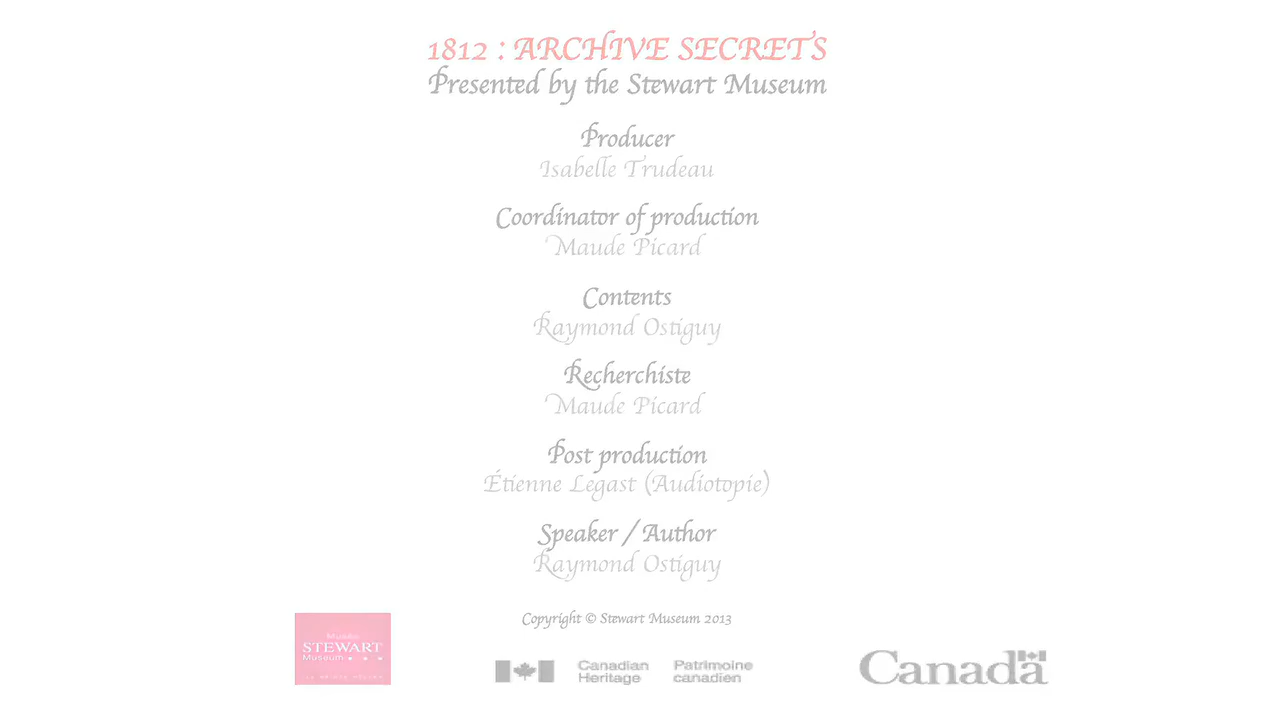 1812 : ARCHIVE SECRETS
Presented by the Stewart Museum
Producer
Isabelle Trudeau
Coordinator of production
Maude Picard
Contents
Raymond Ostiguy
Recherchiste
Maude Picard
Post production
Étienne Legast (Audiotopie)
Speaker / Author
Raymond Ostiguy
Copyright © Stewart Museum 2013
Musée
STEWART
Museum
Canadian Heritage
Patrimoine canadien
Canada